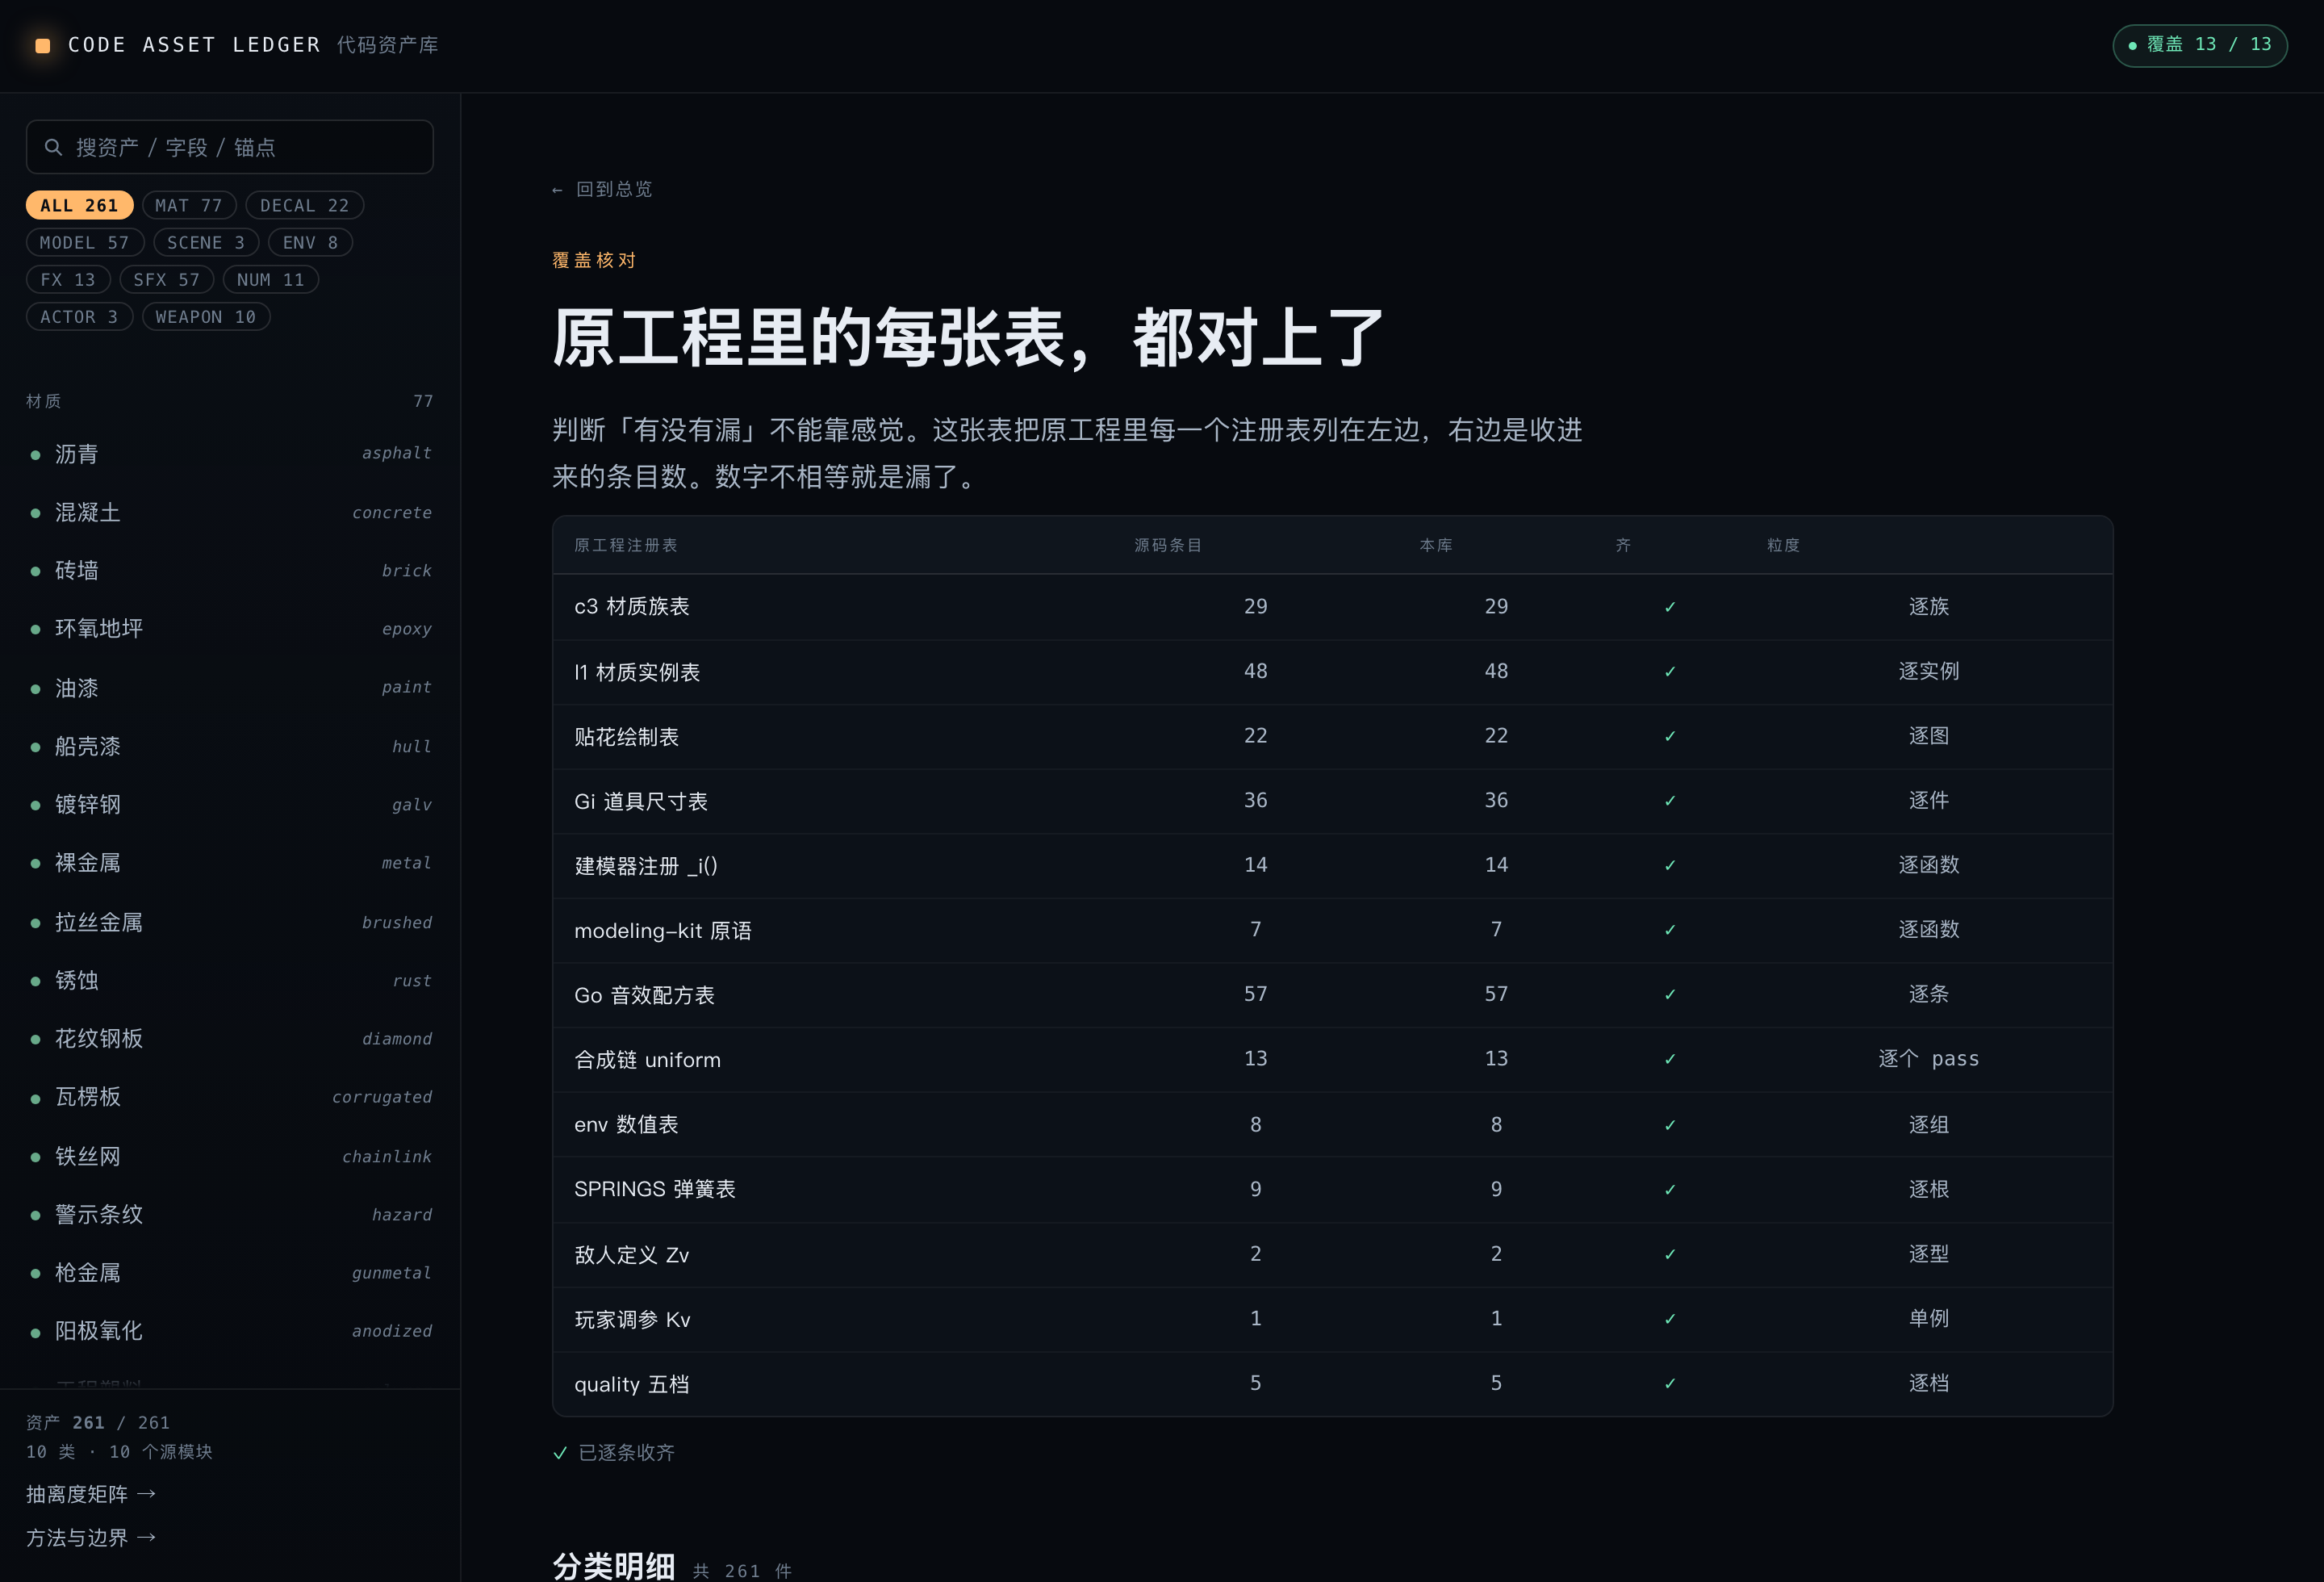 CODE ASSET LEDGER 代码资产库
覆盖 13 / 13
搜资产 / 字段 / 锚点
ALL 261 MAT 77 DECAL 22
MODEL 57 SCENE 3 ENV 8
FX 13 SFX 57 NUM 11
ACTOR 3 WEAPON 10
材质 77
沥青 asphalt
混凝土 concrete
砖墙 brick
环氧地坪 epoxy
油漆 paint
船壳漆 hull
镀锌钢 galv
裸金属 metal
拉丝金属 brushed
锈蚀 rust
花纹钢板 diamond
瓦楞板 corrugated
铁丝网 chainlink
警示条纹 hazard
枪金属 gunmetal
阳极氧化 anodized
资产 261 / 261
10 类 · 10 个源模块
抽离度矩阵 →
方法与边界 →
← 回到总览
覆盖核对
原工程里的每张表，都对上了
判断「有没有漏」不能靠感觉。这张表把原工程里每一个注册表列在左边，右边是收进
来的条目数。数字不相等就是漏了。
原工程注册表 源码条目 本库 齐 粒度
c3 材质族表 29 29 ✓ 逐族
l1 材质实例表 48 48 ✓ 逐实例
贴花绘制表 22 22 ✓ 逐图
Gi 道具尺寸表 36 36 ✓ 逐件
建模器注册 _i() 14 14 ✓ 逐函数
modeling-kit 原语 7 7 ✓ 逐函数
Go 音效配方表 57 57 ✓ 逐条
合成链 uniform 13 13 ✓ 逐个 pass
env 数值表 8 8 ✓ 逐组
SPRINGS 弹簧表 9 9 ✓ 逐根
敌人定义 Zv 2 2 ✓ 逐型
玩家调参 Kv 1 1 ✓ 单例
quality 五档 5 5 ✓ 逐档
✓ 已逐条收齐
分类明细 共 261 件